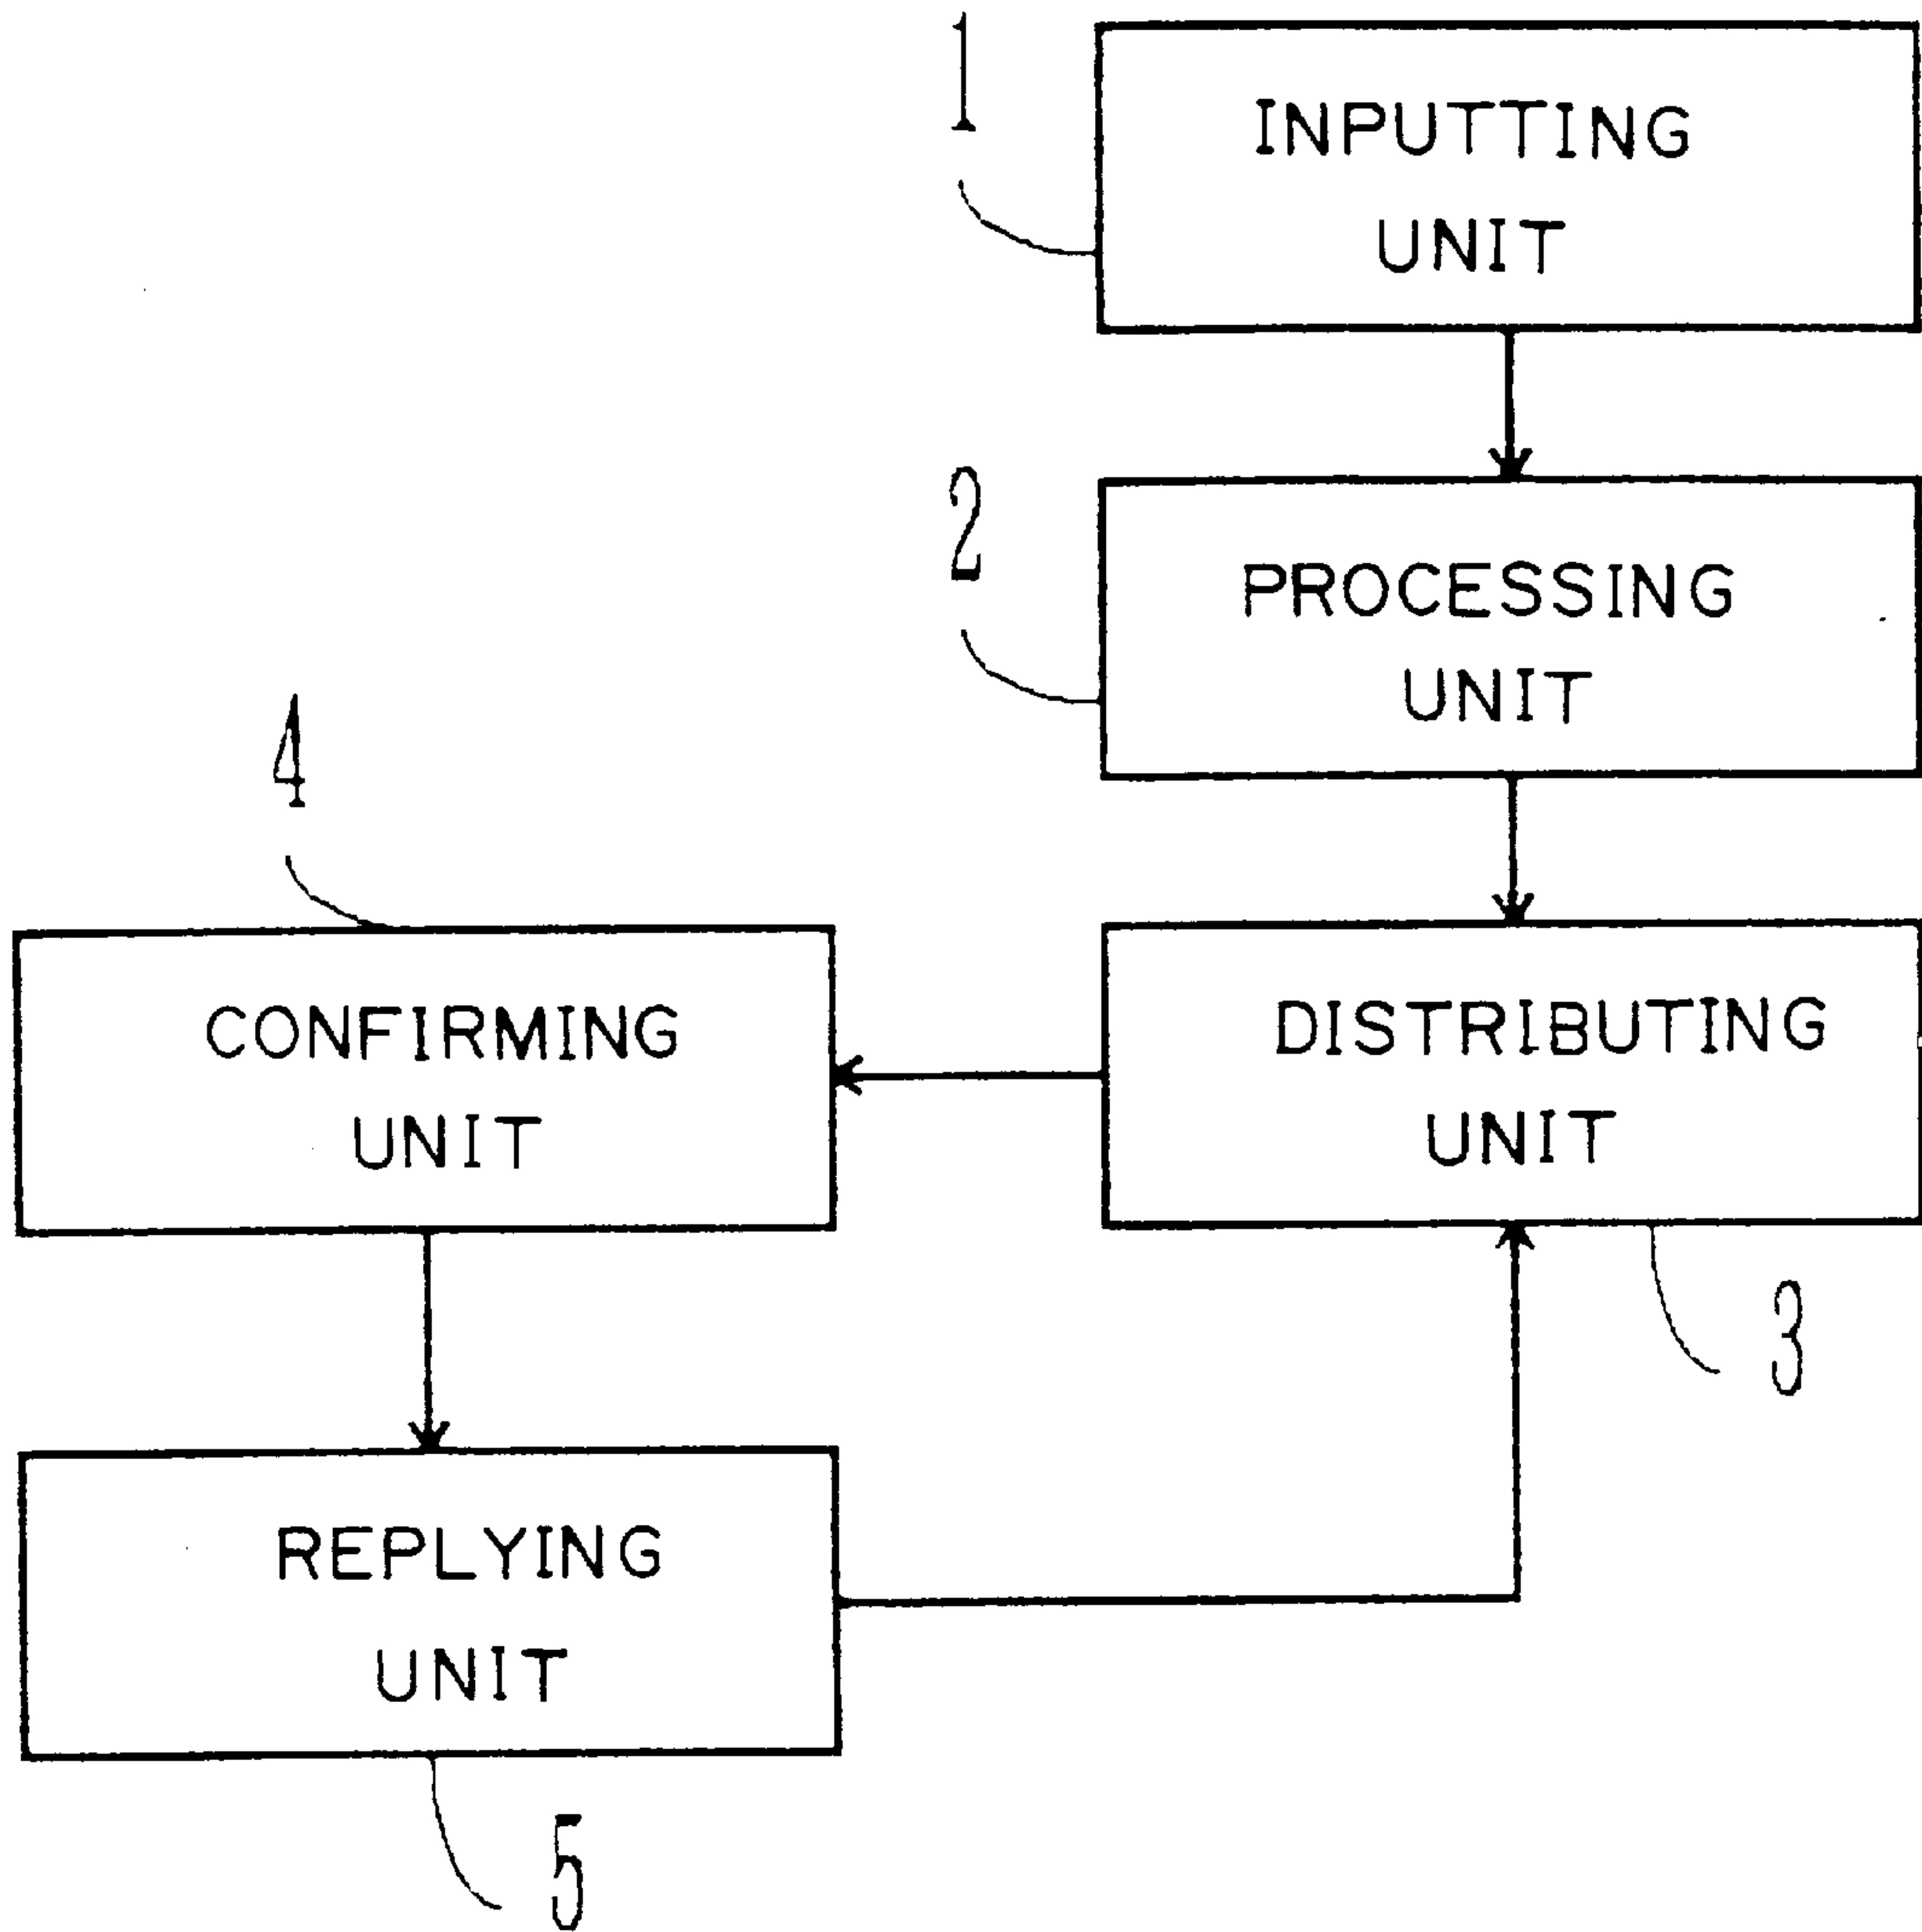 1
INPUTTING
UNIT
2
PROCESSING
UNIT
4
CONFIRMING
UNIT
DISTRIBUTING
UNIT
3
REPLYING
UNIT
5